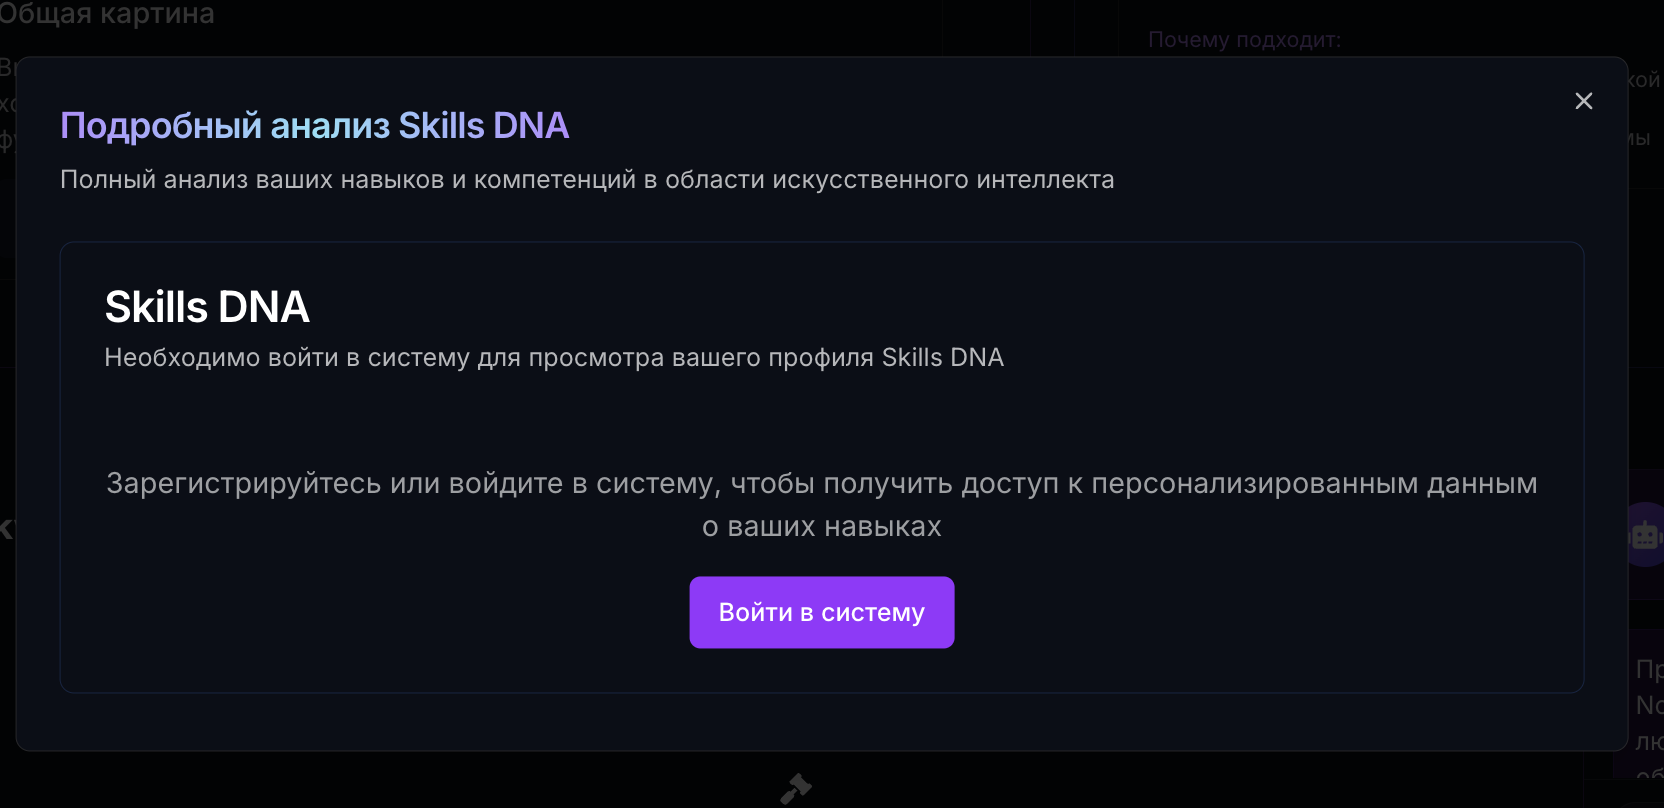 Общая картина
Почему подходит:
Подробный анализ Skills DNA
Полный анализ ваших навыков и компетенций в области искусственного интеллекта
Skills DNA
Необходимо войти в систему для просмотра вашего профиля Skills DNA
Зарегистрируйтесь или войдите в систему, чтобы получить доступ к персонализированным данным
о ваших навыках
Войти в систему